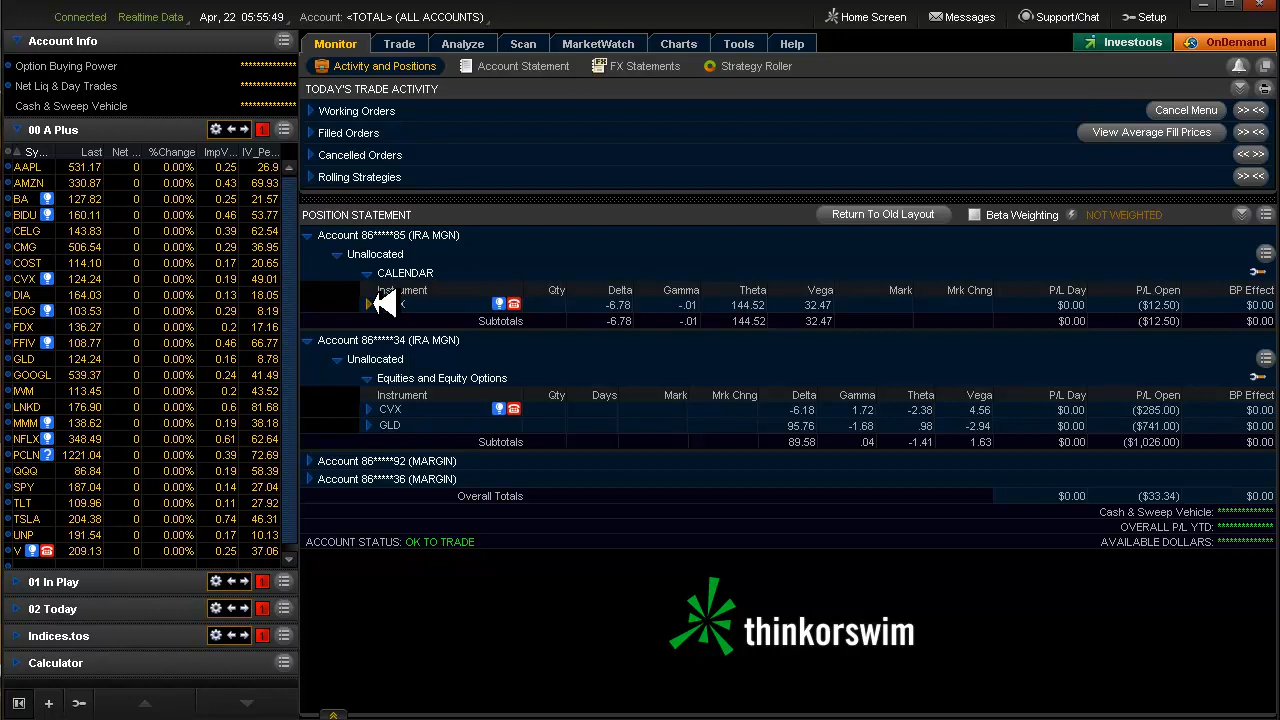 Connected Realtime Data Apr, 22 05:55:49 Account: <TOTAL> (ALL ACCOUNTS) Home Screen Messages Support/Chat Setup
Account Info
Option Buying Power *************
Net Liq & Day Trades *************
Cash & Sweep Vehicle *************
00 A Plus 1
Sy... Last Net ... %Change ImpV... IV_Pe...
AAPL 531.17 0 0.00% 0.25 26.9
AMZN 330.87 0 0.00% 0.43 69.93
BA 127.82 0 0.00% 0.25 21.57
BIDU 160.11 0 0.00% 0.46 53.77
CELG 143.83 0 0.00% 0.39 62.54
CMG 506.54 0 0.00% 0.29 36.95
COST 114.10 0 0.00% 0.17 20.65
CVX 124.24 0 0.00% 0.19 49.01
DIA 164.03 0 0.00% 0.13 18.05
EOG 103.53 0 0.00% 0.29 8.19
FDX 136.27 0 0.00% 0.2 17.16
FFIV 108.77 0 0.00% 0.46 66.77
GLD 124.24 0 0.00% 0.16 8.78
GOOGL 539.37 0 0.00% 0.24 41.49
IWM 113.45 0 0.00% 0.2 43.52
LNKD 176.90 0 0.00% 0.6 81.68
MMM 138.62 0 0.00% 0.19 38.18
NFLX 348.49 0 0.00% 0.61 62.64
PCLN ? 1221.04 0 0.00% 0.39 72.69
QQQ 86.84 0 0.00% 0.19 58.39
SPY 187.04 0 0.00% 0.14 27.04
TLT 109.96 0 0.00% 0.11 27.92
TSLA 204.38 0 0.00% 0.74 46.31
UNP 191.54 0 0.00% 0.17 10.13
V 209.13 0 0.00% 0.25 37.06
01 In Play 1
02 Today 1
Indices.tos 1
Calculator
Monitor Trade Analyze Scan MarketWatch Charts Tools Help Investools OnDemand
Activity and Positions Account Statement FX Statements Strategy Roller
TODAY'S TRADE ACTIVITY
Working Orders Cancel Menu >> <<
Filled Orders View Average Fill Prices >> <<
Cancelled Orders << >>
Rolling Strategies >> <<
POSITION STATEMENT Return To Old Layout Beta Weighting NOT WEIGHTED
Account 86*****85 (IRA MGN)
Unallocated
CALENDAR
Instrument Qty Delta Gamma Theta Vega Mark Mrk Chng P/L Day P/L Open BP Effect
-6.78 -.01 144.52 32.47 $0.00 ($12.50) $0.00
Subtotals -6.78 -.01 144.52 32.47 $0.00 ($12.50) $0.00
Account 86*****34 (IRA MGN)
Unallocated
Equities and Equity Options
Instrument Qty Days Mark Mrk Chng Delta Gamma Theta Vega P/L Day P/L Open BP Effect
CVX -6.18 1.72 -2.38 $0.00 $0.00
GLD -1.68 .98 -2.94 $0.00 ($741.00) $0.00
Subtotals .04 -1.41 $0.00 $0.00
Account 86*****92 (MARGIN)
Account 86*****36 (MARGIN)
Overall Totals $0.00 ($3.34) $0.00
Cash & Sweep Vehicle: *************
OVERALL P/L YTD: *************
ACCOUNT STATUS: OK TO TRADE AVAILABLE DOLLARS: *************
thinkorswim